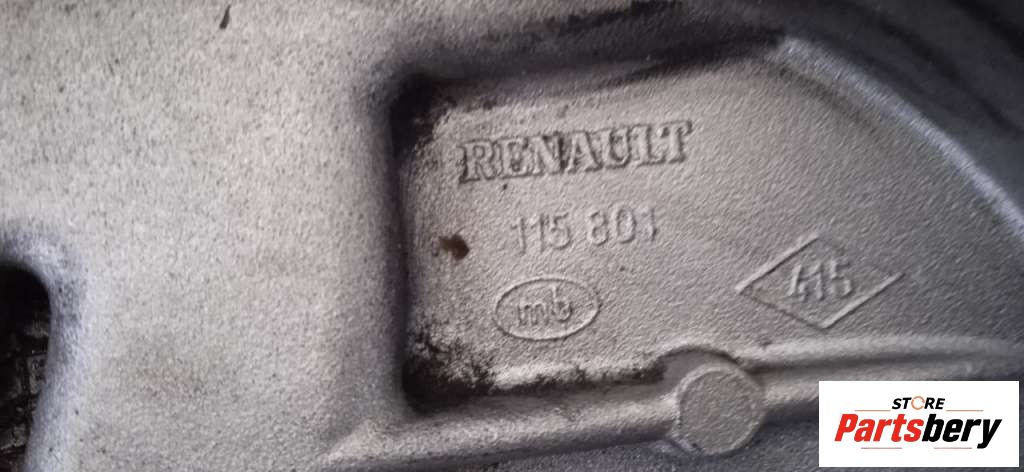 RENAULT
115 801
mb
415
STORE
Partsbery